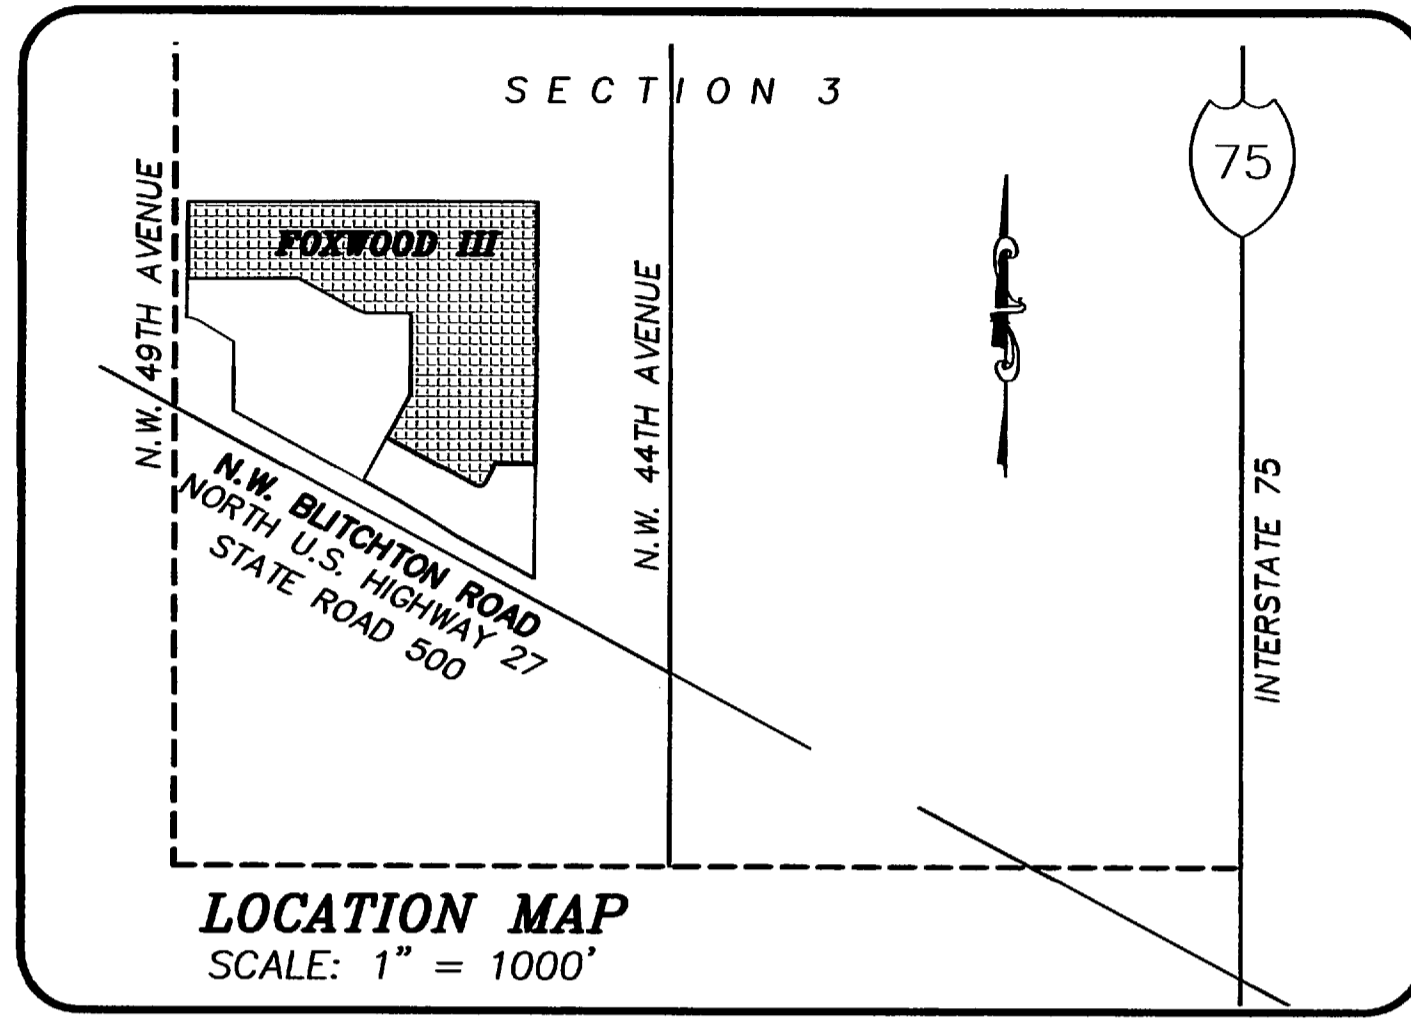 SECTION 3
75
FOXWOOD III
N.W. 49TH AVENUE
N.W. 44TH AVENUE
INTERSTATE 75
N.W. BLITCHTON ROAD
NORTH U.S. HIGHWAY 27
STATE ROAD 500
LOCATION MAP
SCALE: 1" = 1000'